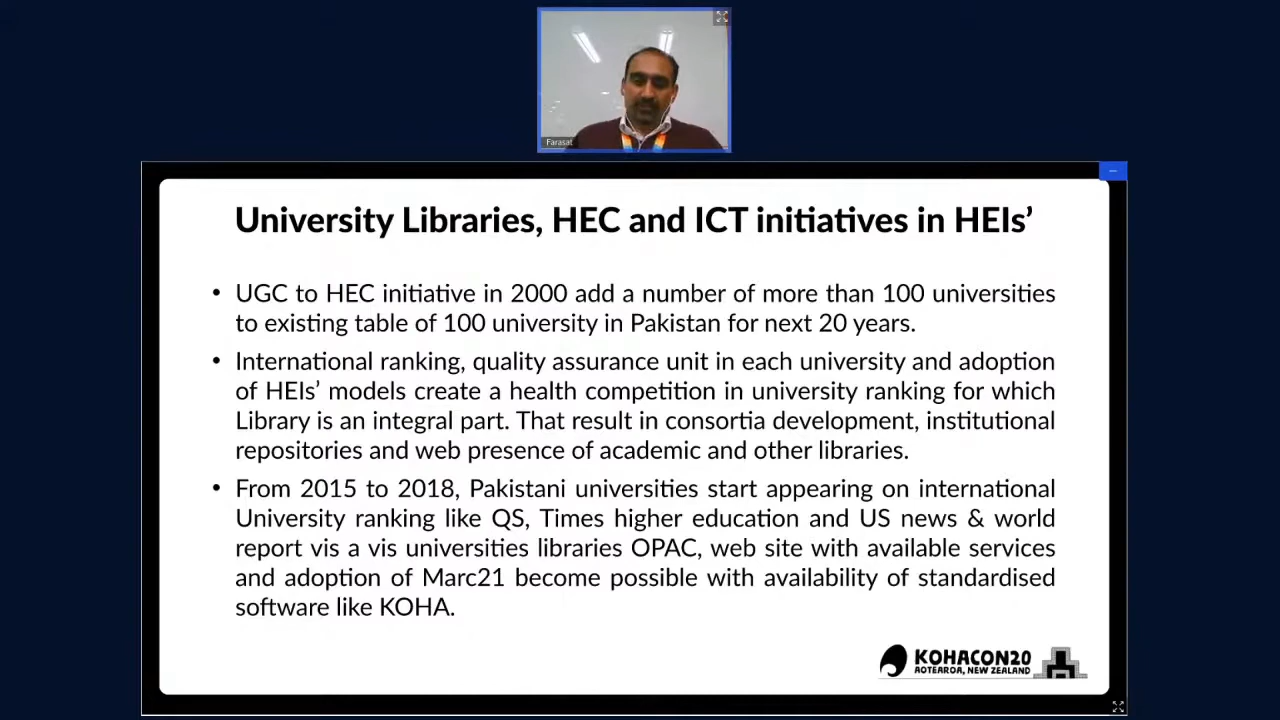 Farasat
University Libraries, HEC and ICT initiatives in HEIs’
• UGC to HEC initiative in 2000 add a number of more than 100 universities
to existing table of 100 university in Pakistan for next 20 years.
• International ranking, quality assurance unit in each university and adoption
of HEIs’ models create a health competition in university ranking for which
Library is an integral part. That result in consortia development, institutional
repositories and web presence of academic and other libraries.
• From 2015 to 2018, Pakistani universities start appearing on international
University ranking like QS, Times higher education and US news & world
report vis a vis universities libraries OPAC, web site with available services
and adoption of Marc21 become possible with availability of standardised
software like KOHA.
KOHACON20
AOTEAROA, NEW ZEALAND